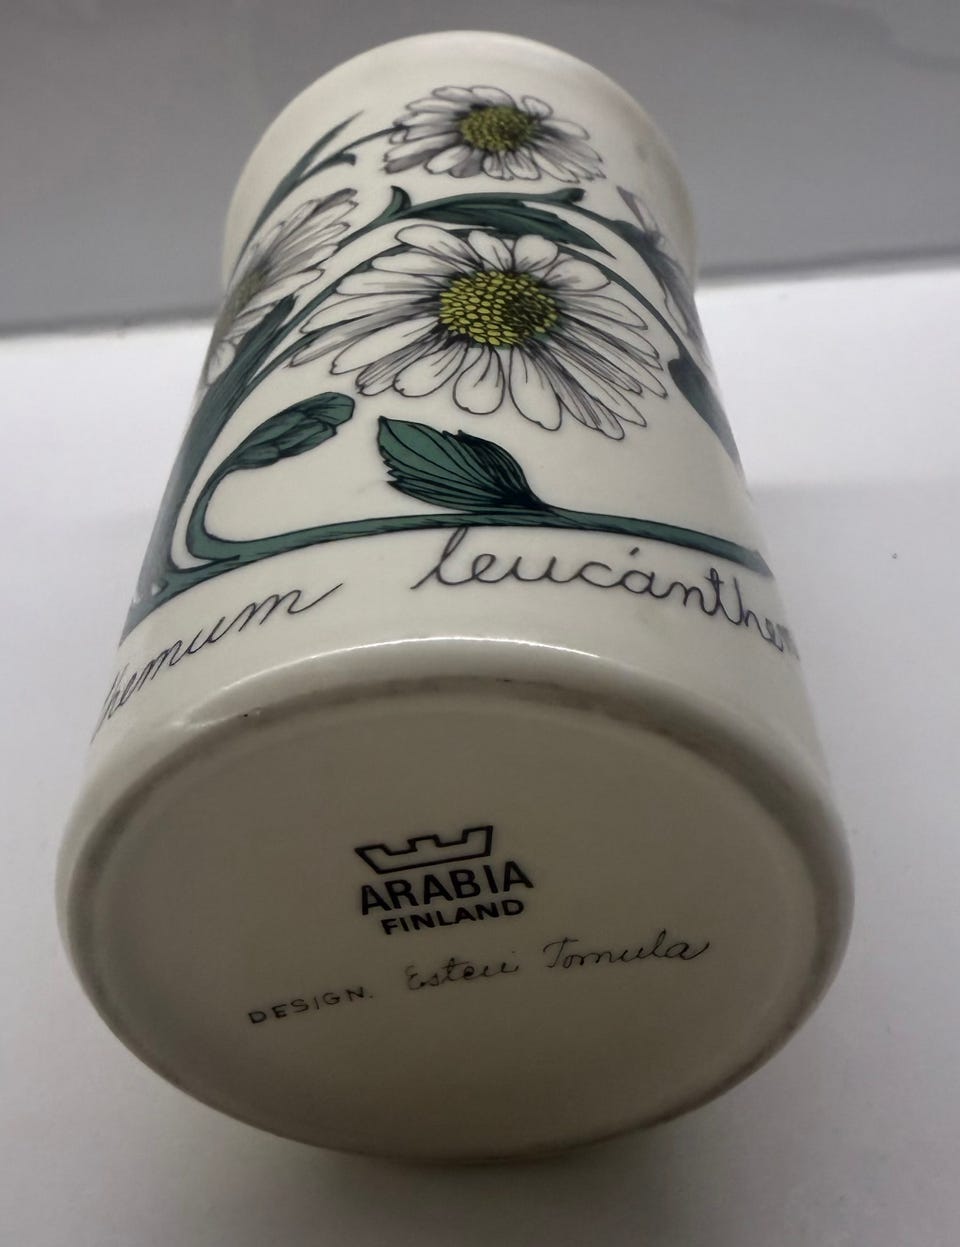 themum leucánthem
ARABIA
FINLAND
DESIGN. Esteri Tomula